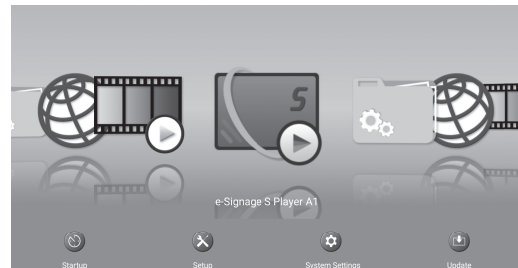 S
e-Signage S Player A1
Startup
Setup
System Settings
Update